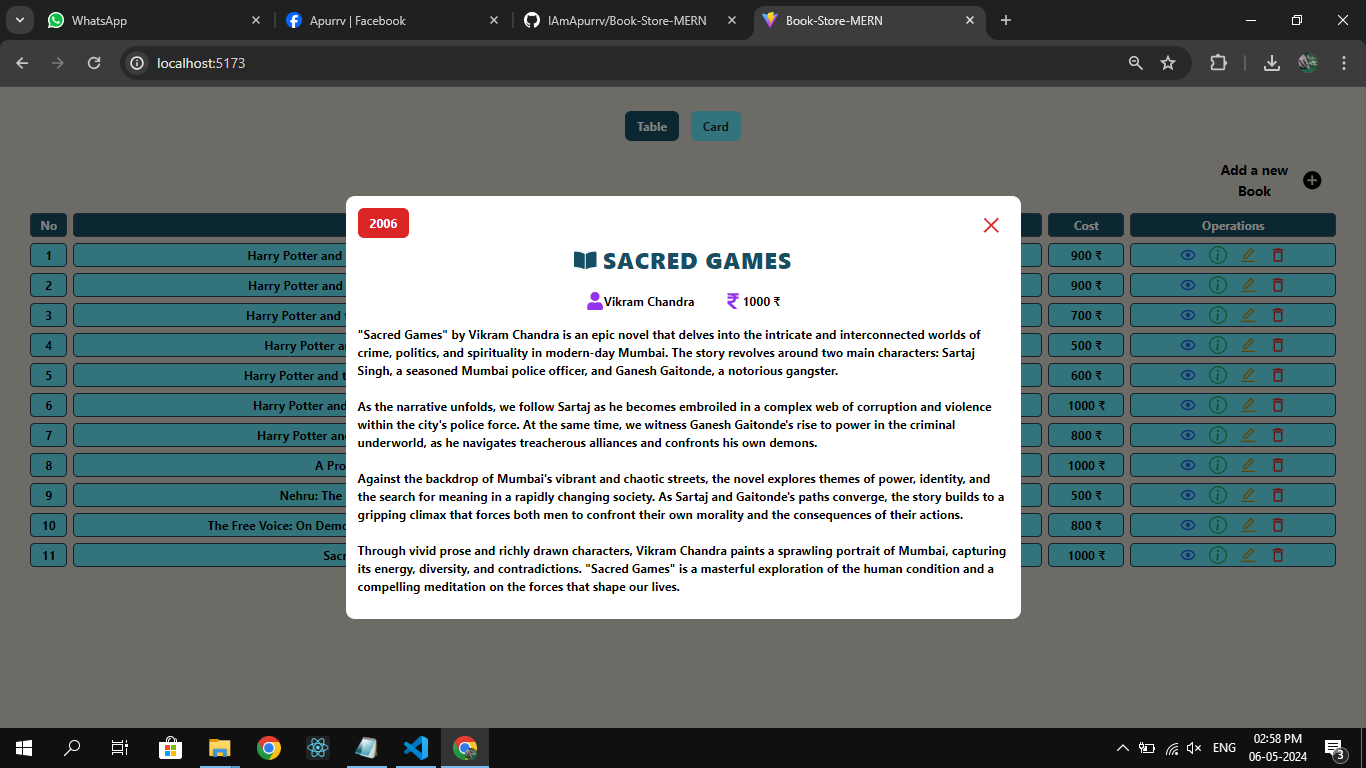 WhatsApp
Apurrv | Facebook
IAmApurrv/Book-Store-MERN
Book-Store-MERN
localhost:5173
Table
Card
Add a new
Book
No
Cost
Operations
1 Harry Potter and 900 ₹
2 Harry Potter and 900 ₹
3 Harry Potter and 700 ₹
4 Harry Potter 500 ₹
5 Harry Potter and 600 ₹
6 Harry Potter and 1000 ₹
7 Harry Potter 800 ₹
8 A 1000 ₹
9 Nehru: The 500 ₹
10 The Free Voice: On 800 ₹
11 1000 ₹
2006
SACRED GAMES
Vikram Chandra ₹ 1000 ₹
"Sacred Games" by Vikram Chandra is an epic novel that delves into the intricate and interconnected worlds of
crime, politics, and spirituality in modern-day Mumbai. The story revolves around two main characters: Sartaj
Singh, a seasoned Mumbai police officer, and Ganesh Gaitonde, a notorious gangster.
As the narrative unfolds, we follow Sartaj as he becomes embroiled in a complex web of corruption and violence
within the city's police force. At the same time, we witness Ganesh Gaitonde's rise to power in the criminal
underworld, as he navigates treacherous alliances and confronts his own demons.
Against the backdrop of Mumbai's vibrant and chaotic streets, the novel explores themes of power, identity, and
the search for meaning in a rapidly changing society. As Sartaj and Gaitonde's paths converge, the story builds to a
gripping climax that forces both men to confront their own morality and the consequences of their actions.
Through vivid prose and richly drawn characters, Vikram Chandra paints a sprawling portrait of Mumbai, capturing
its energy, diversity, and contradictions. "Sacred Games" is a masterful exploration of the human condition and a
compelling meditation on the forces that shape our lives.
ENG
02:58 PM
06-05-2024
3